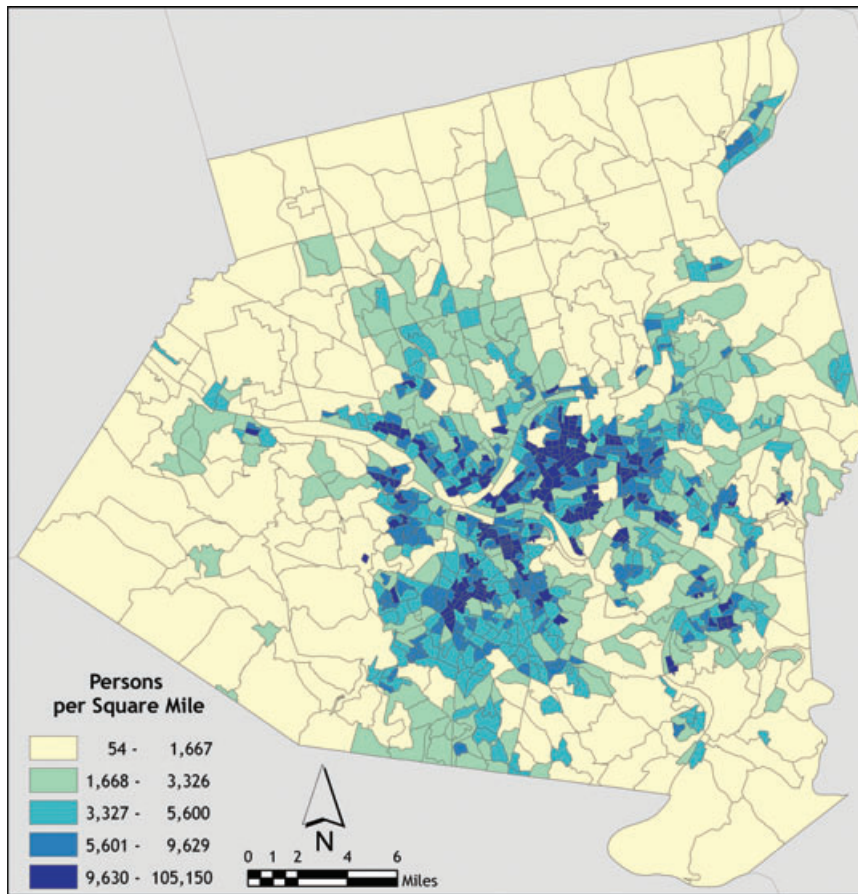 Persons
per Square Mile
54 - 1,667
1,668 - 3,326
3,327 - 5,600
5,601 - 9,629
9,630 - 105,150
N
0 1 2 4 6
Miles